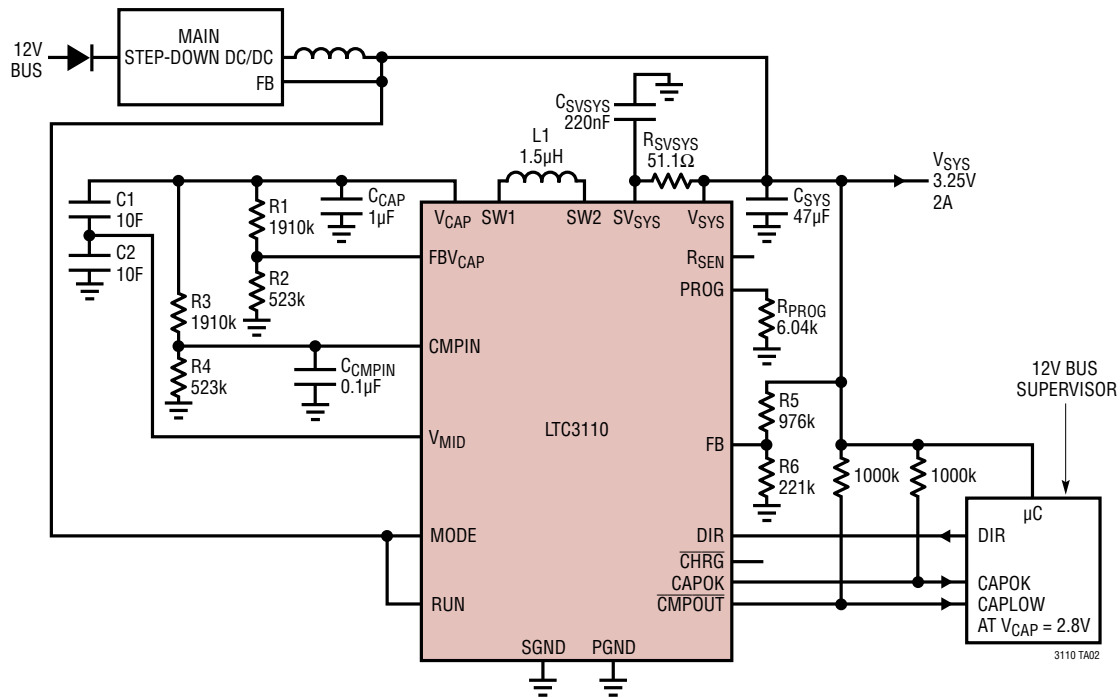 12V
BUS
MAIN
STEP-DOWN DC/DC
FB
C1
10F
C2
10F
R3
1910k
R4
523k
R1
1910k
R2
523k
CCAP
1µF
CCMPIN
0.1µF
L1
1.5µH
CSVSYS
220nF
RSVSYS
51.1Ω
VSYS
3.25V
2A
CSYS
47µF
VCAP
SW1
SW2
SVSYS
VSYS
FBVCAP
CMPIN
VMID
MODE
RUN
LTC3110
SGND
PGND
RSEN
PROG
FB
DIR
CHRG
CAPOK
CMPOUT
RPROG
6.04k
R5
976k
R6
221k
1000k
1000k
12V BUS
SUPERVISOR
µC
DIR
CAPOK
CAPLOW
AT VCAP = 2.8V
3110 TA02